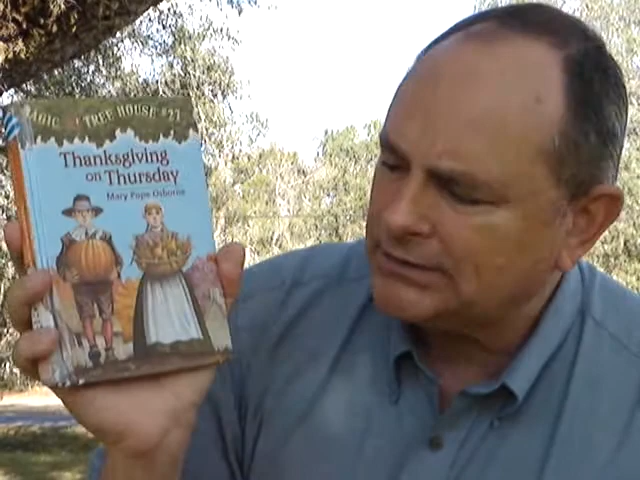 MAGIC TREE HOUSE #27
Thanksgiving
on Thursday
Mary Pope Osborne